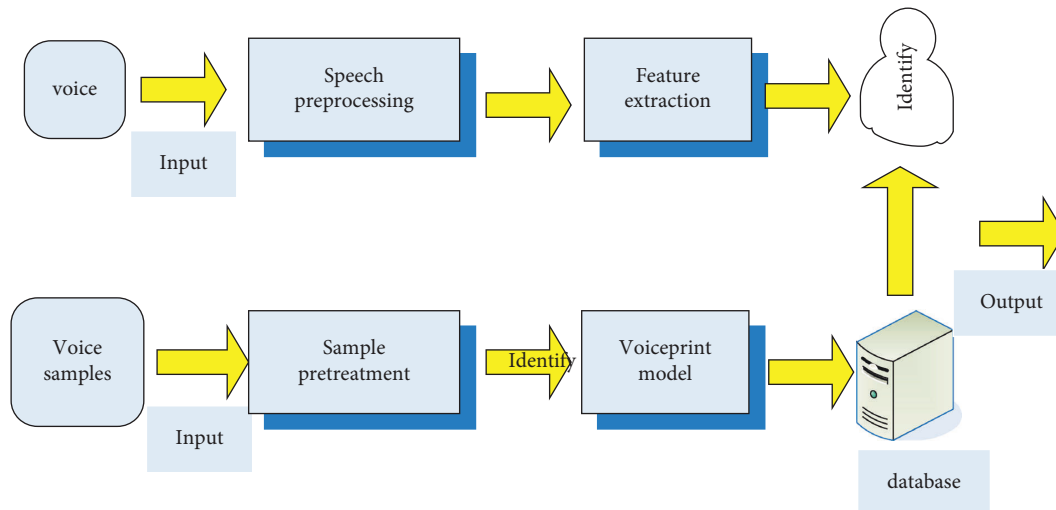 voice
Input
Speech
preprocessing
Feature
extraction
Identify
Voice
samples
Input
Sample
pretreatment
Identify
Voiceprint
model
database
Output